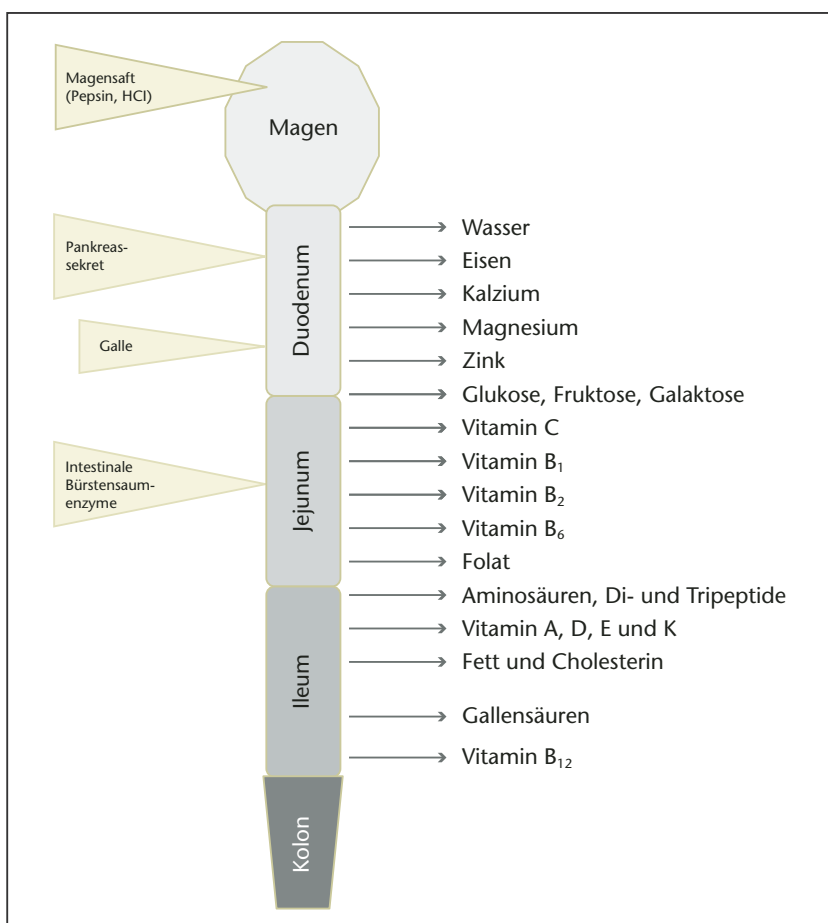 Magensaft
(Pepsin, HCl)
Magen
Pankreas-
sekret
Galle
Intestinale
Bürstensaum-
enzyme
Duodenum
Jejunum
Ileum
Kolon
Wasser
Eisen
Kalzium
Magnesium
Zink
Glukose, Fruktose, Galaktose
Vitamin C
Vitamin B₁
Vitamin B₂
Vitamin B₆
Folat
Aminosäuren, Di- und Tripeptide
Vitamin A, D, E und K
Fett und Cholesterin
Gallensäuren
Vitamin B₁₂